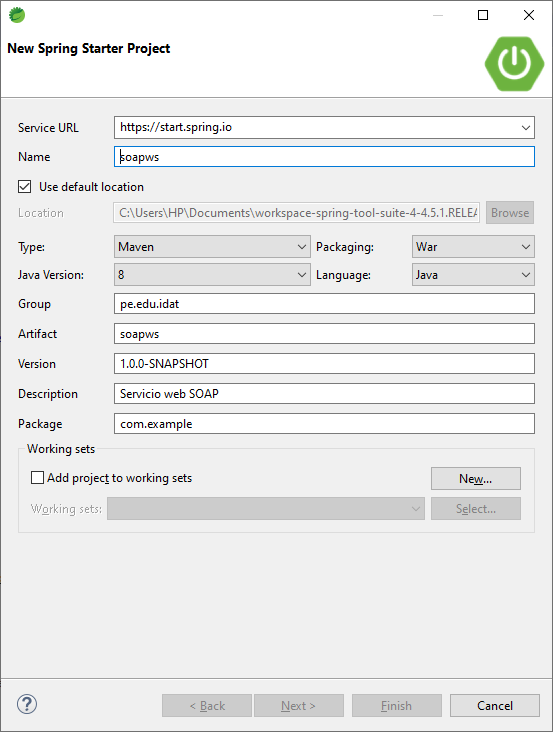 New Spring Starter Project
Service URL https://start.spring.io
Name soapws
Use default location
Location C:\Users\HP\Documents\workspace-spring-tool-suite-4-4.5.1.RELEA Browse
Type: Maven Packaging: War
Java Version: 8 Language: Java
Group pe.edu.idat
Artifact soapws
Version 1.0.0-SNAPSHOT
Description Servicio web SOAP
Package com.example
Working sets
Add project to working sets New...
Working sets: Select...
? < Back Next > Finish Cancel